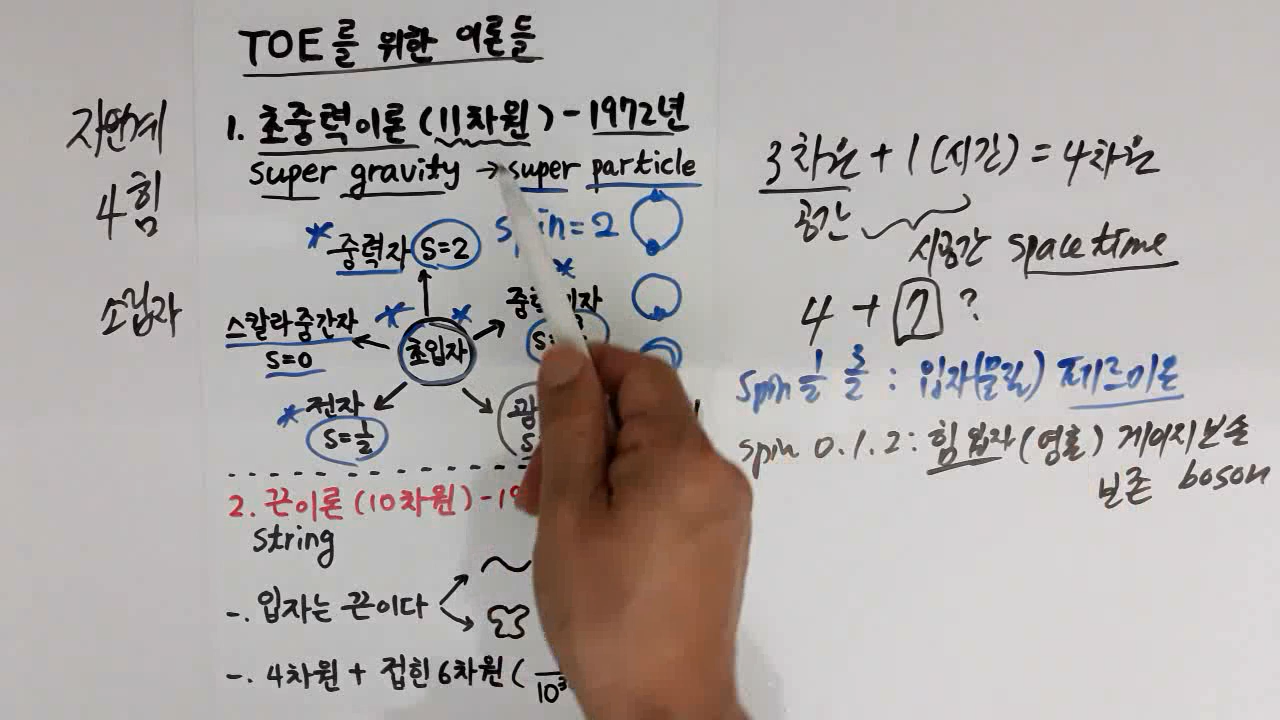 TOE를 위한 이론들
자연계
4힘
소립자
1. 초중력이론 (11차원) - 1972년
super gravity → super particle
* 중력자 S=2
spin = 2
*
스칼라중간자
S=0
* 초입자 *
* 전자
S=½
2. 끈이론 (10차원) - 19
string
-. 입자는 끈이다
-. 4차원 + 접힌 6차원 (
3차원 + 1 (시간) = 4차원
공간
시공간 spacetime
4 + 7 ?
spin ½ 3/2 : 입자(물질) 페르미온
spin 0.1.2 : 힘입자 (영혼) 게이지보손
보존 boson